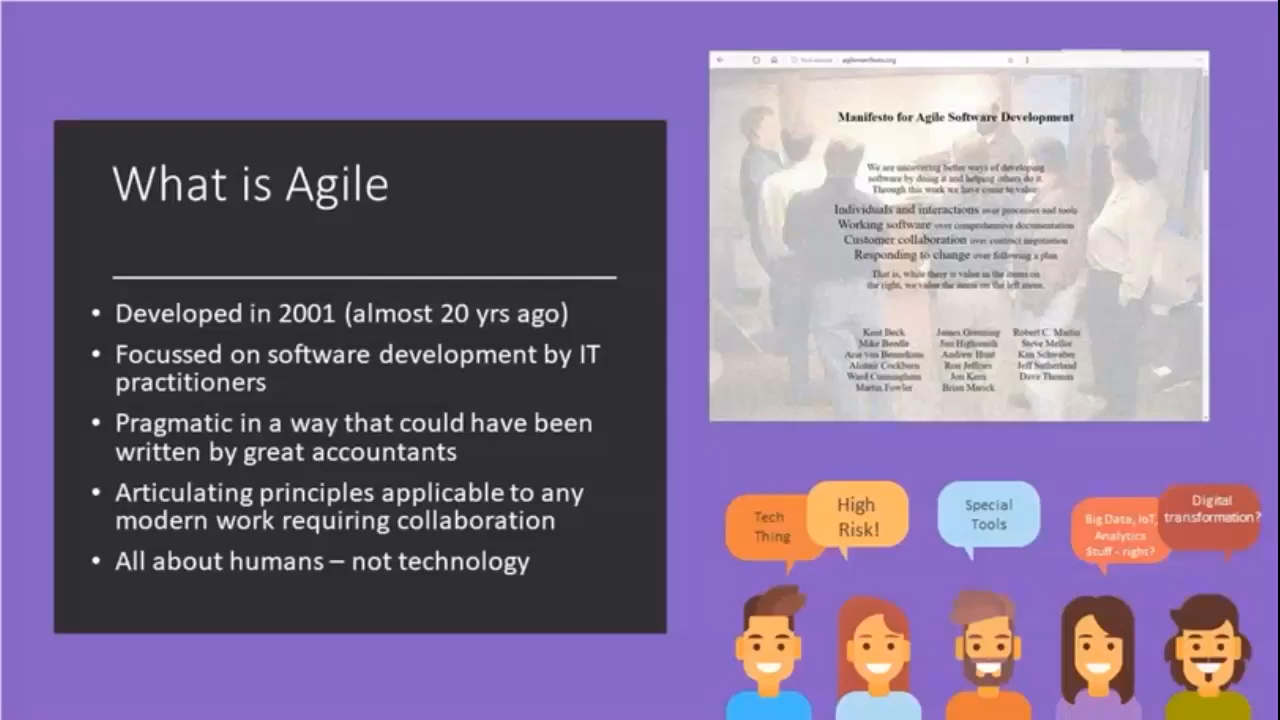 What is Agile
• Developed in 2001 (almost 20 yrs ago)
• Focussed on software development by IT
practitioners
• Pragmatic in a way that could have been
written by great accountants
• Articulating principles applicable to any
modern work requiring collaboration
• All about humans – not technology
agilemanifesto.org
Manifesto for Agile Software Development
We are uncovering better ways of developing
software by doing it and helping others do it.
Through this work we have come to value:
Individuals and interactions over processes and tools
Working software over comprehensive documentation
Customer collaboration over contract negotiation
Responding to change over following a plan
That is, while there is value in the items on
the right, we value the items on the left more.
Kent Beck James Grenning Robert C. Martin
Mike Beedle Jim Highsmith Steve Mellor
Arie van Bennekum Andrew Hunt Ken Schwaber
Alistair Cockburn Ron Jeffries Jeff Sutherland
Ward Cunningham Jon Kern Dave Thomas
Martin Fowler Brian Marick
Tech
Thing
High
Risk!
Special
Tools
Big Data, IoT,
Analytics
Stuff - right?
Digital
transformation?